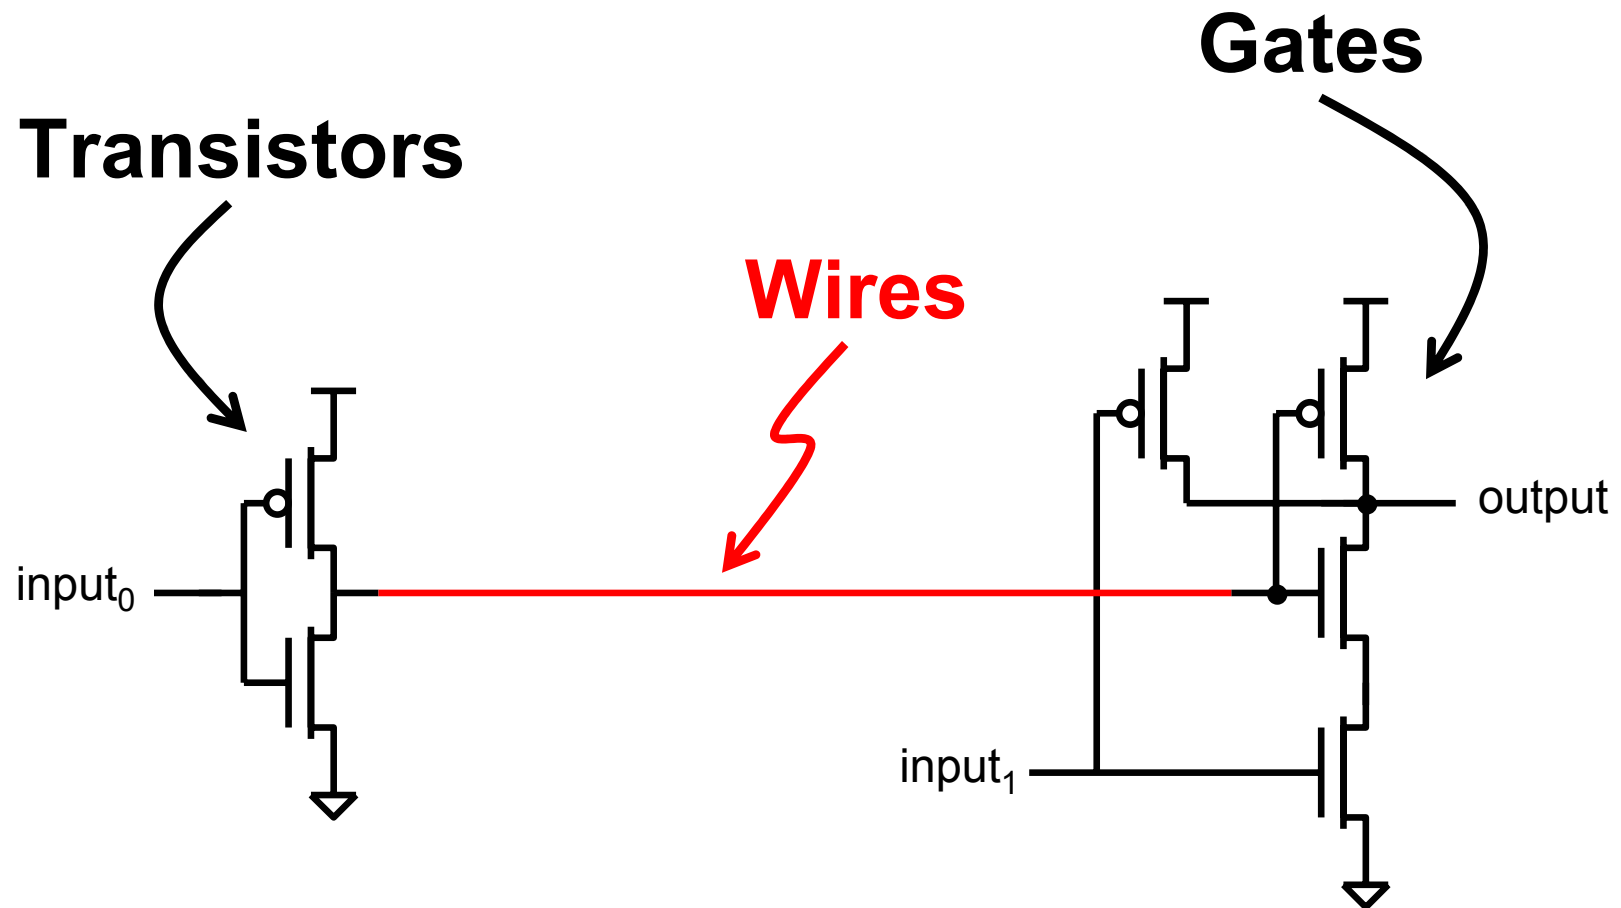 Gates
Transistors
Wires
output
input₀
input₁